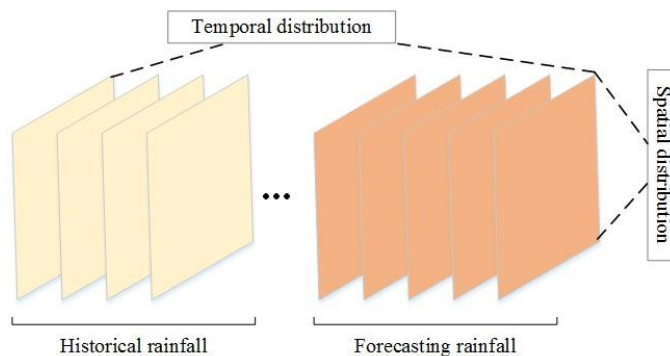 Temporal distribution
Spatial distribution
Historical rainfall
Forecasting rainfall